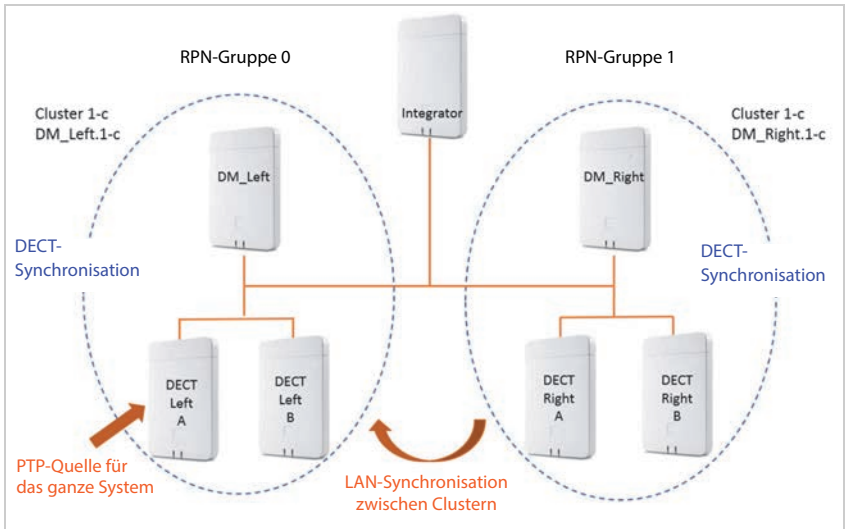 RPN-Gruppe 0
RPN-Gruppe 1
Integrator
Cluster 1-c
DM_Left.1-c
Cluster 1-c
DM_Right.1-c
DM_Left
DM_Right
DECT-
Synchronisation
DECT-
Synchronisation
DECT
Left
A
DECT
Left
B
DECT
Right
A
DECT
Right
B
PTP-Quelle für
das ganze System
LAN-Synchronisation
zwischen Clustern